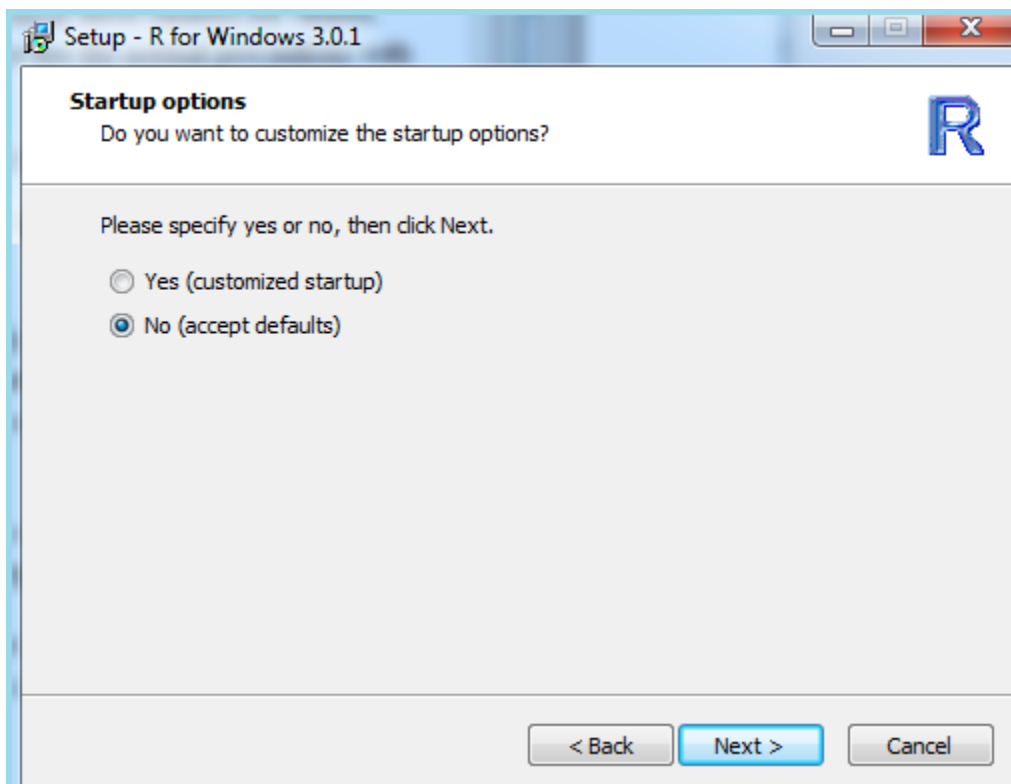 Setup - R for Windows 3.0.1
Startup options
Do you want to customize the startup options?
R
Please specify yes or no, then click Next.
Yes (customized startup)
No (accept defaults)
< Back Next > Cancel